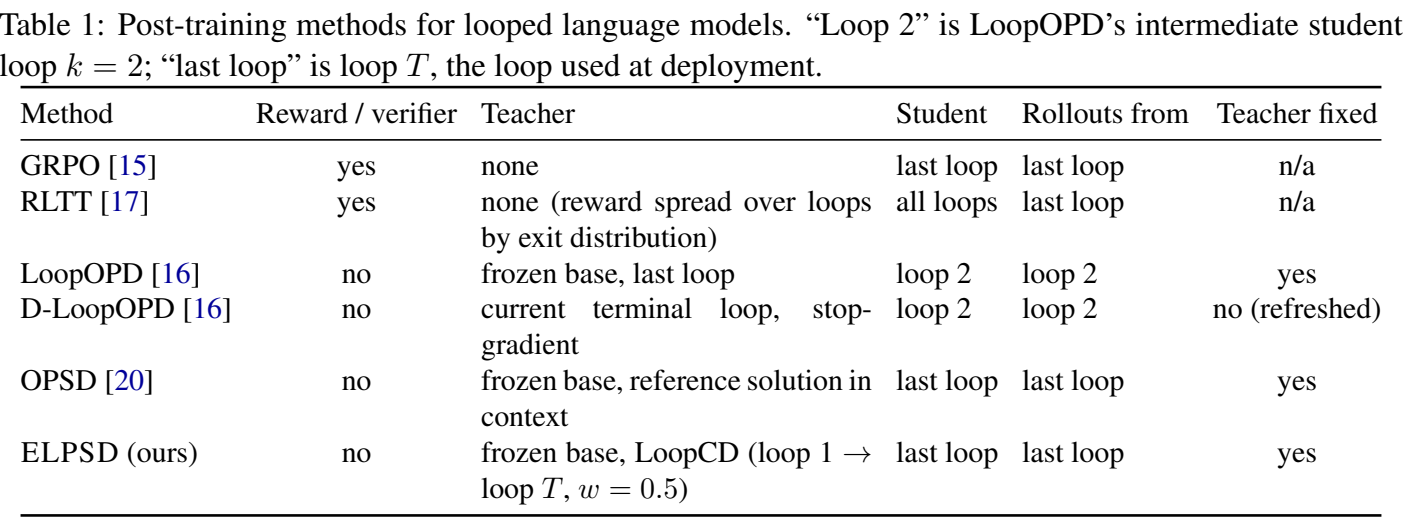 Table 1: Post-training methods for looped language models. “Loop 2” is LoopOPD’s intermediate student
loop k = 2; “last loop” is loop T, the loop used at deployment.
Method Reward / verifier Teacher Student Rollouts from Teacher fixed
GRPO [15] yes none last loop last loop n/a
RLTT [17] yes none (reward spread over loops all loops last loop n/a
by exit distribution)
LoopOPD [16] no frozen base, last loop loop 2 loop 2 yes
D-LoopOPD [16] no current terminal loop, stop- loop 2 loop 2 no (refreshed)
gradient
OPSD [20] no frozen base, reference solution in last loop last loop yes
context
ELPSD (ours) no frozen base, LoopCD (loop 1 → last loop last loop yes
loop T, w = 0.5)